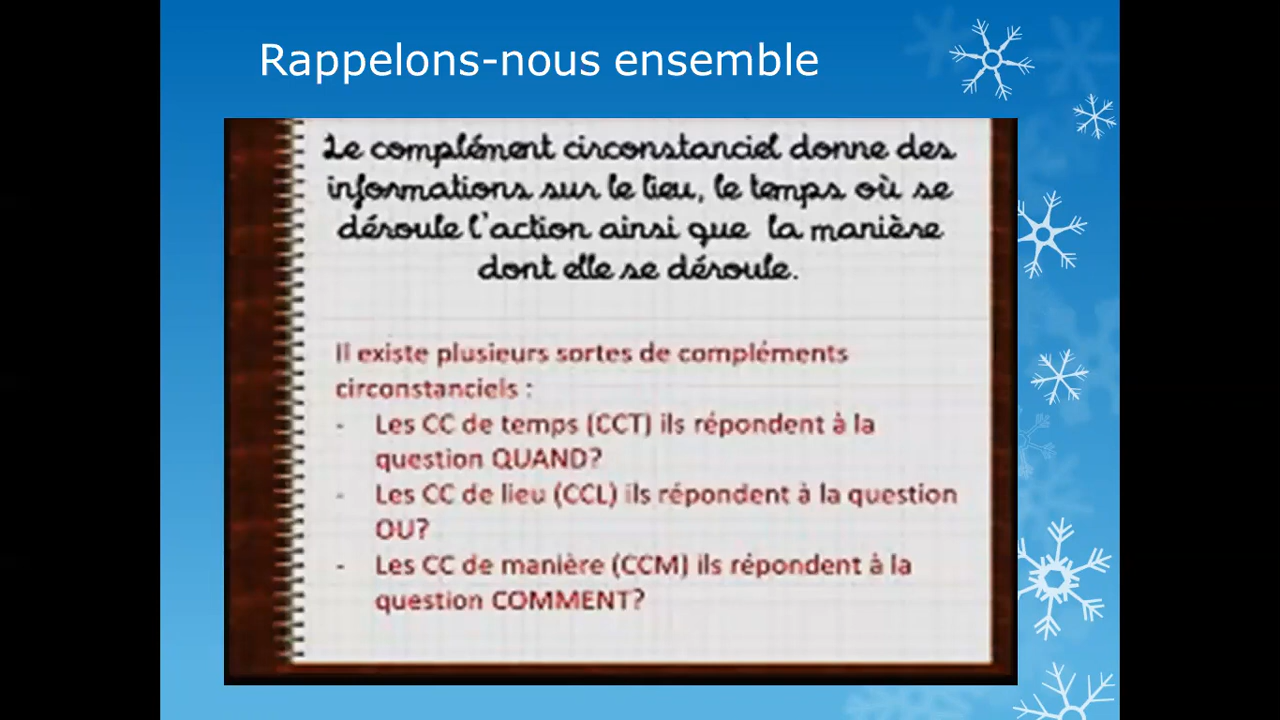 Rappelons-nous ensemble
Le complément circonstanciel donne des
informations sur le lieu, le temps où se
déroule l'action ainsi que la manière
dont elle se déroule.
Il existe plusieurs sortes de compléments
circonstanciels :
- Les CC de temps (CCT) ils répondent à la
question QUAND?
- Les CC de lieu (CCL) ils répondent à la question
OU?
- Les CC de manière (CCM) ils répondent à la
question COMMENT?